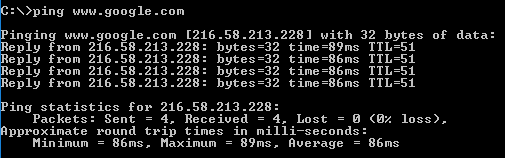 C:\>ping www.google.com
Pinging www.google.com [216.58.213.228] with 32 bytes of data:
Reply from 216.58.213.228: bytes=32 time=89ms TTL=51
Reply from 216.58.213.228: bytes=32 time=86ms TTL=51
Reply from 216.58.213.228: bytes=32 time=86ms TTL=51
Reply from 216.58.213.228: bytes=32 time=86ms TTL=51
Ping statistics for 216.58.213.228:
    Packets: Sent = 4, Received = 4, Lost = 0 (0% loss),
Approximate round trip times in milli-seconds:
    Minimum = 86ms, Maximum = 89ms, Average = 86ms